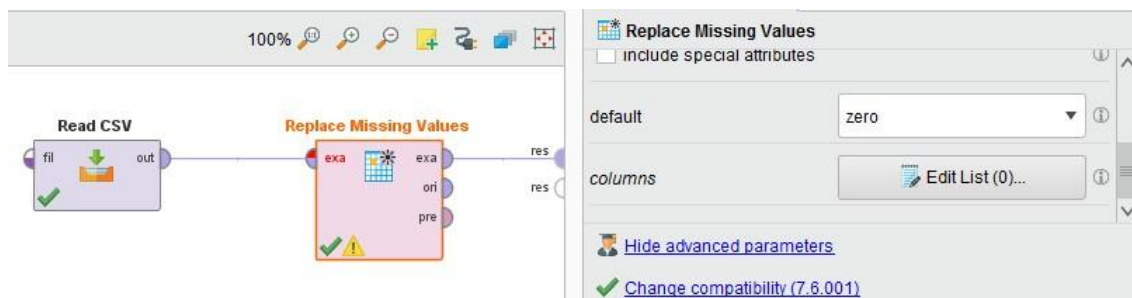 100%
Read CSV
fil
out
Replace Missing Values
exa
exa
ori
pre
res
res
Replace Missing Values
include special attributes
default
zero
columns
Edit List (0)...
Hide advanced parameters
Change compatibility (7.6.001)